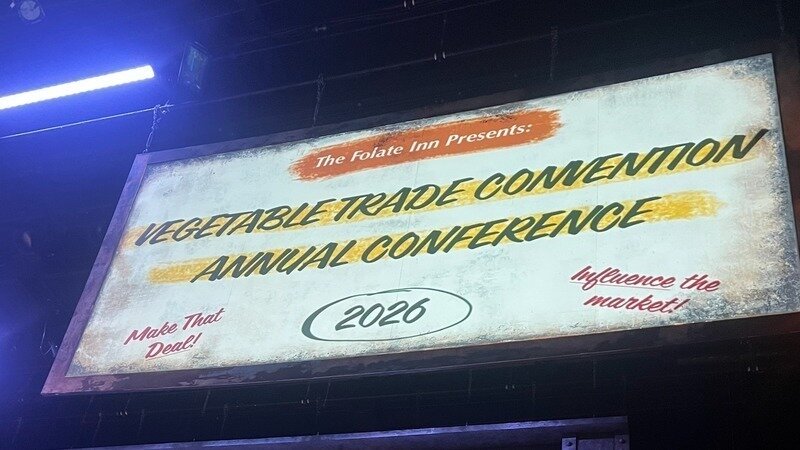 The Folate Inn Presents:
VEGETABLE TRADE CONVENTION
ANNUAL CONFERENCE
2026
Make That
Deal!
Influence the
market!